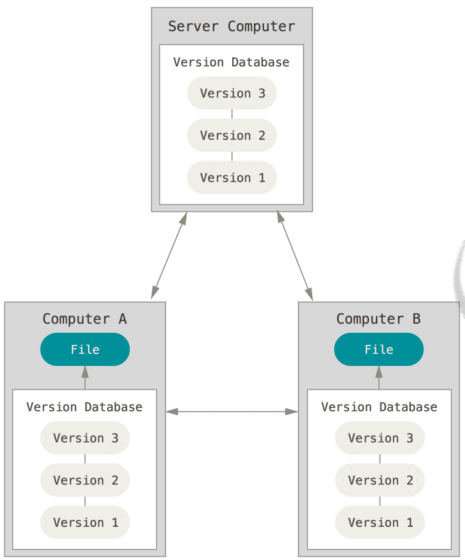 Server Computer
Version Database
Version 3
Version 2
Version 1
Computer A
File
Version Database
Version 3
Version 2
Version 1
Computer B
File
Version Database
Version 3
Version 2
Version 1